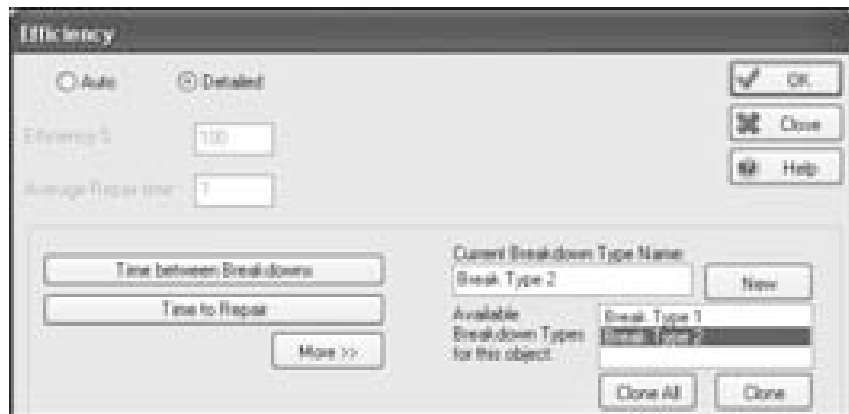 Efficiency
Auto
Detailed
OK
Efficiency %
100
Close
Average Repair time
1
Help
Time between Breakdowns
Time to Repair
More >>
Current Breakdown Type Name:
Break Type 2
New
Available
Breakdown Types
for this object
Break Type 1
Break Type 2
Clone All
Clone